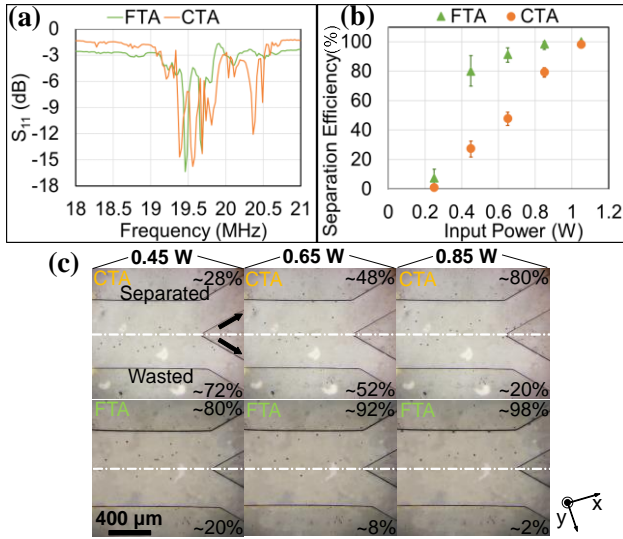 (a)
FTA CTA
0
-3
-6
-9
-12
-15
-18
S11 (dB)
18 18.5 19 19.5 20 20.5 21
Frequency (MHz)
(b)
FTA CTA
100
80
60
40
20
0
Separation Efficiency(%)
0 0.2 0.4 0.6 0.8 1 1.2
Input Power (W)
(c)
0.45 W 0.65 W 0.85 W
CTA ~28% CTA ~48% CTA ~80%
Separated
Wasted
~72% ~52% ~20%
FTA ~80% FTA ~92% FTA ~98%
400 μm ~20% ~8% ~2%
x
y